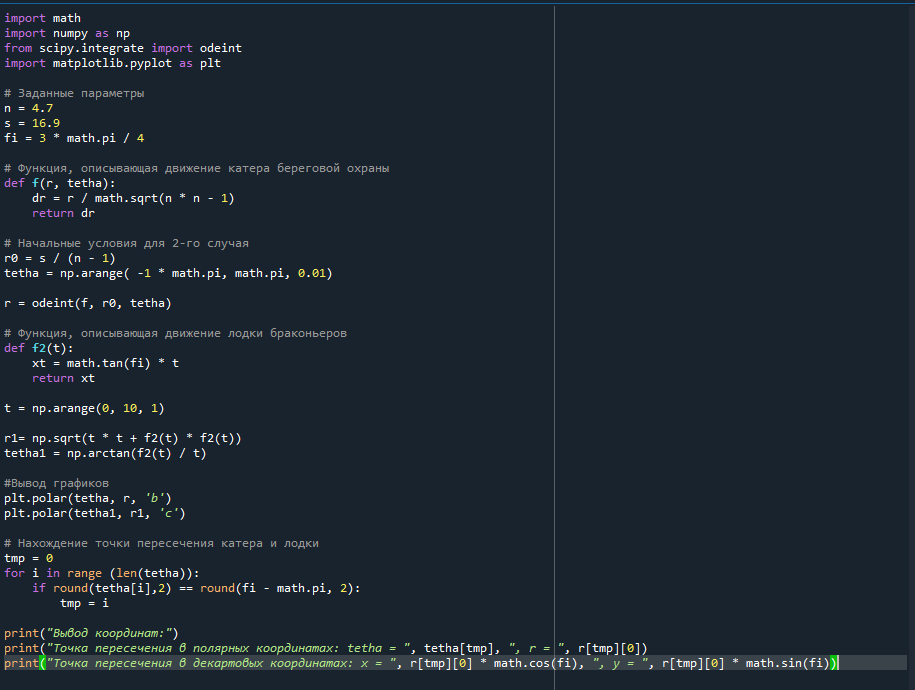 import math
import numpy as np
from scipy.integrate import odeint
import matplotlib.pyplot as plt

# Заданные параметры
n = 4.7
s = 16.9
fi = 3 * math.pi / 4

# Функция, описывающая движение катера береговой охраны
def f(r, tetha):
    dr = r / math.sqrt(n * n - 1)
    return dr

# Начальные условия для 2-го случая
r0 = s / (n - 1)
tetha = np.arange( -1 * math.pi, math.pi, 0.01)

r = odeint(f, r0, tetha)

# Функция, описывающая движение лодки браконьеров
def f2(t):
    xt = math.tan(fi) * t
    return xt

t = np.arange(0, 10, 1)

r1= np.sqrt(t * t + f2(t) * f2(t))
tetha1 = np.arctan(f2(t) / t)

#Вывод графиков
plt.polar(tetha, r, 'b')
plt.polar(tetha1, r1, 'c')

# Нахождение точки пересечения катера и лодки
tmp = 0
for i in range (len(tetha)):
    if round(tetha[i],2) == round(fi - math.pi, 2):
        tmp = i

print("Вывод координат:")
print("Точка пересечения в полярных координатах: tetha = ", tetha[tmp], ", r = ", r[tmp][0])
print("Точка пересечения в декартовых координатах: x = ", r[tmp][0] * math.cos(fi), ", y = ", r[tmp][0] * math.sin(fi))